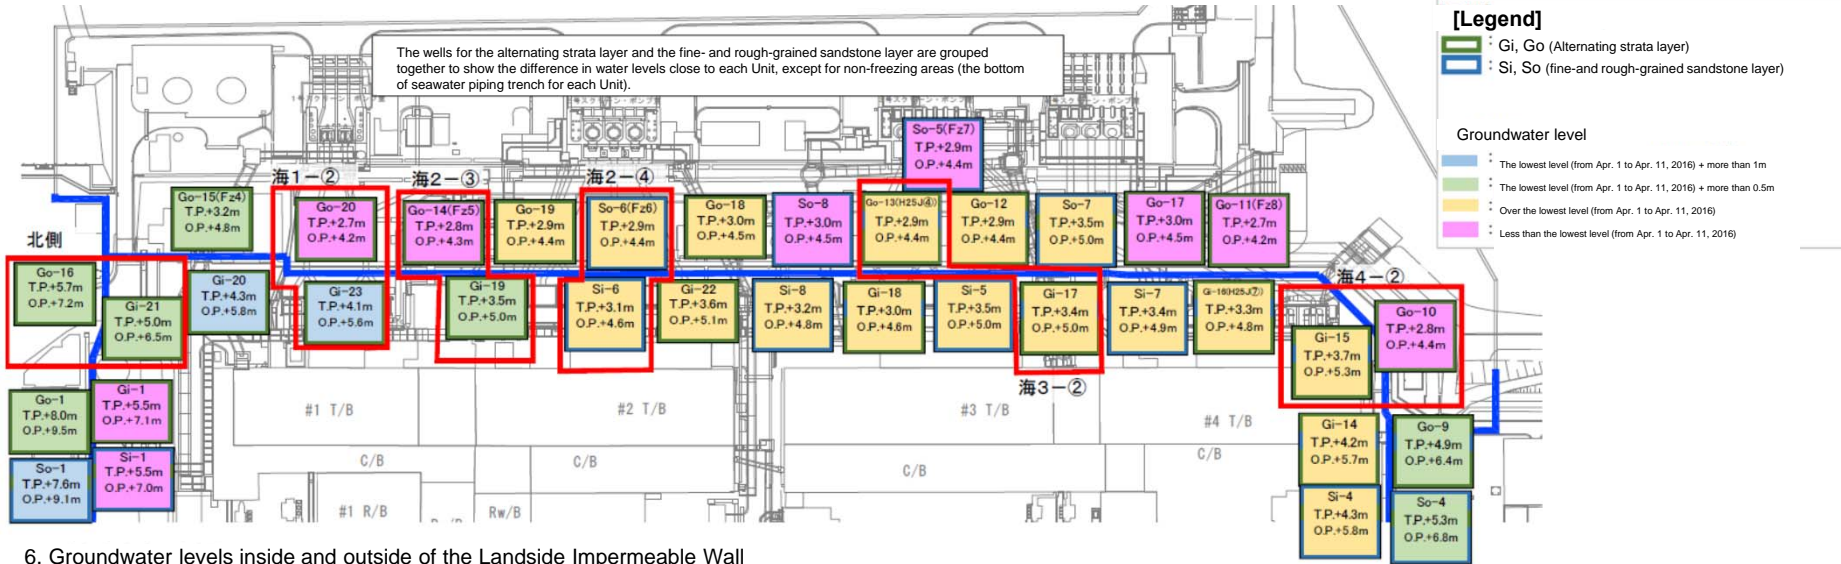 [Legend]
: Gi, Go (Alternating strata layer)
: Si, So (fine-and rough-grained sandstone layer)
Groundwater level
: The lowest level (from Apr. 1 to Apr. 11, 2016) + more than 1m
: The lowest level (from Apr. 1 to Apr. 11, 2016) + more than 0.5m
: Over the lowest level (from Apr. 1 to Apr. 11, 2016)
: Less than the lowest level (from Apr. 1 to Apr. 11, 2016)
The wells for the alternating strata layer and the fine- and rough-grained sandstone layer are grouped
together to show the difference in water levels close to each Unit, except for non-freezing areas (the bottom
of seawater piping trench for each Unit).
So-5(Fz7)
T.P.+2.9m
O.P.+4.4m
海1-②
海2-③
海2-④
Go-15(Fz4)
T.P.+3.2m
O.P.+4.8m
Go-20
T.P.+2.7m
O.P.+4.2m
Go-14(Fz5)
T.P.+2.8m
O.P.+4.3m
Go-19
T.P.+2.9m
O.P.+4.4m
So-6(Fz6)
T.P.+2.9m
O.P.+4.4m
Go-18
T.P.+3.0m
O.P.+4.5m
So-8
T.P.+3.0m
O.P.+4.5m
Go-13(H25J④)
T.P.+2.9m
O.P.+4.4m
Go-12
T.P.+2.9m
O.P.+4.4m
So-7
T.P.+3.5m
O.P.+5.0m
Go-17
T.P.+3.0m
O.P.+4.5m
Go-11(Fz8)
T.P.+2.7m
O.P.+4.2m
北側
Go-16
T.P.+5.7m
O.P.+7.2m
Gi-21
T.P.+5.0m
O.P.+6.5m
Gi-20
T.P.+4.3m
O.P.+5.8m
Gi-23
T.P.+4.1m
O.P.+5.6m
Gi-19
T.P.+3.5m
O.P.+5.0m
Si-6
T.P.+3.1m
O.P.+4.6m
Gi-22
T.P.+3.6m
O.P.+5.1m
Si-8
T.P.+3.2m
O.P.+4.8m
Gi-18
T.P.+3.0m
O.P.+4.6m
Si-5
T.P.+3.5m
O.P.+5.0m
Gi-17
T.P.+3.4m
O.P.+5.0m
Si-7
T.P.+3.4m
O.P.+4.9m
Gi-16(H25J⑦)
T.P.+3.3m
O.P.+4.8m
海4-②
Gi-15
T.P.+3.7m
O.P.+5.3m
Go-10
T.P.+2.8m
O.P.+4.4m
海3-②
Go-1
T.P.+8.0m
O.P.+9.5m
Gi-1
T.P.+5.5m
O.P.+7.1m
#1 T/B
#2 T/B
#3 T/B
#4 T/B
Gi-14
T.P.+4.2m
O.P.+5.7m
Go-9
T.P.+4.9m
O.P.+6.4m
So-1
T.P.+7.6m
O.P.+9.1m
Si-1
T.P.+5.5m
O.P.+7.0m
C/B
C/B
C/B
C/B
#1 R/B
Rw/B
Si-4
T.P.+4.3m
O.P.+5.8m
So-4
T.P.+5.3m
O.P.+6.8m
6. Groundwater levels inside and outside of the Landside Impermeable Wall